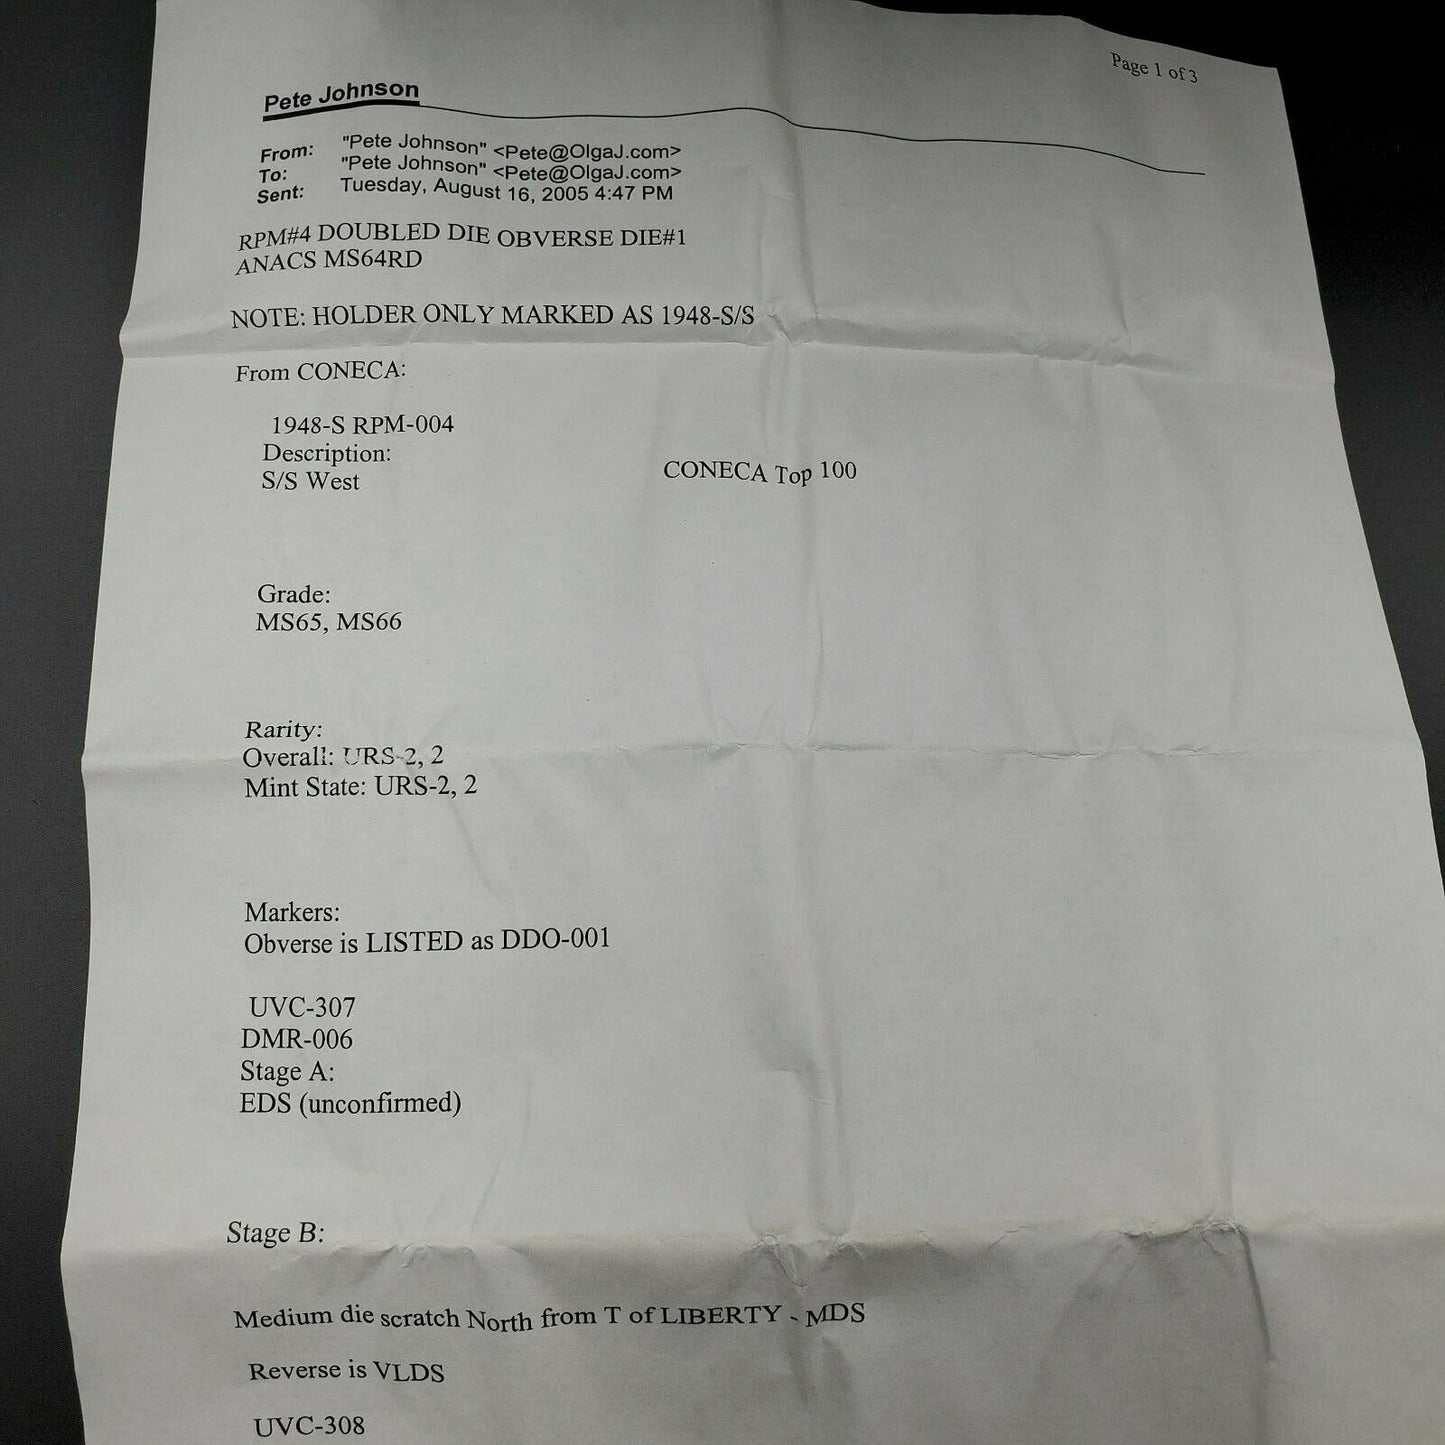 Page 1 of 3
Pete Johnson
From: "Pete Johnson" <Pete@OlgaJ.com>
To: "Pete Johnson" <Pete@OlgaJ.com>
Sent: Tuesday, August 16, 2005 4:47 PM
RPM#4 DOUBLED DIE OBVERSE DIE#1
ANACS MS64RD
NOTE: HOLDER ONLY MARKED AS 1948-S/S
From CONECA:
1948-S RPM-004
Description:
S/S West
CONECA Top 100
Grade:
MS65, MS66
Rarity:
Overall: URS-2, 2
Mint State: URS-2, 2
Markers:
Obverse is LISTED as DDO-001
UVC-307
DMR-006
Stage A:
EDS (unconfirmed)
Stage B:
Medium die scratch North from T of LIBERTY - MDS
Reverse is VLDS
UVC-308